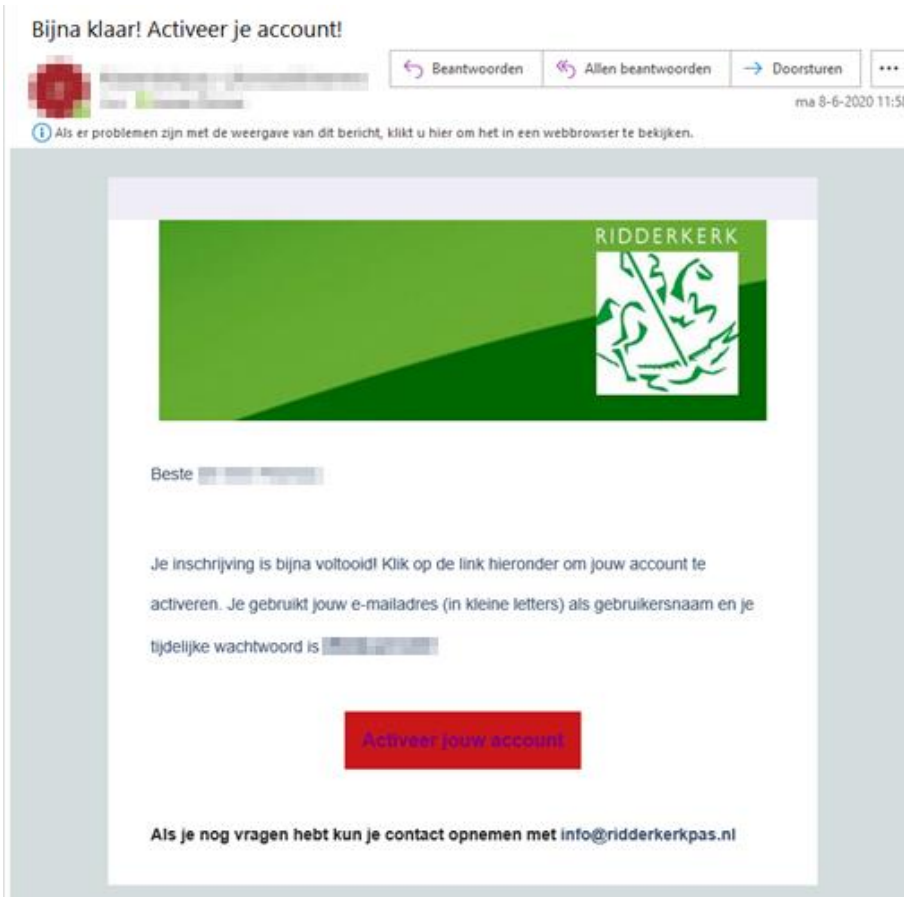 Bijna klaar! Activeer je account!
Beantwoorden
Allen beantwoorden
Doorsturen
ma 8-6-2020 11:58
Als er problemen zijn met de weergave van dit bericht, klikt u hier om het in een webbrowser te bekijken.
RIDDERKERK
Beste
Je inschrijving is bijna voltooid! Klik op de link hieronder om jouw account te
activeren. Je gebruikt jouw e-mailadres (in kleine letters) als gebruikersnaam en je
tijdelijke wachtwoord is
Activeer jouw account
Als je nog vragen hebt kun je contact opnemen met info@ridderkerkpas.nl